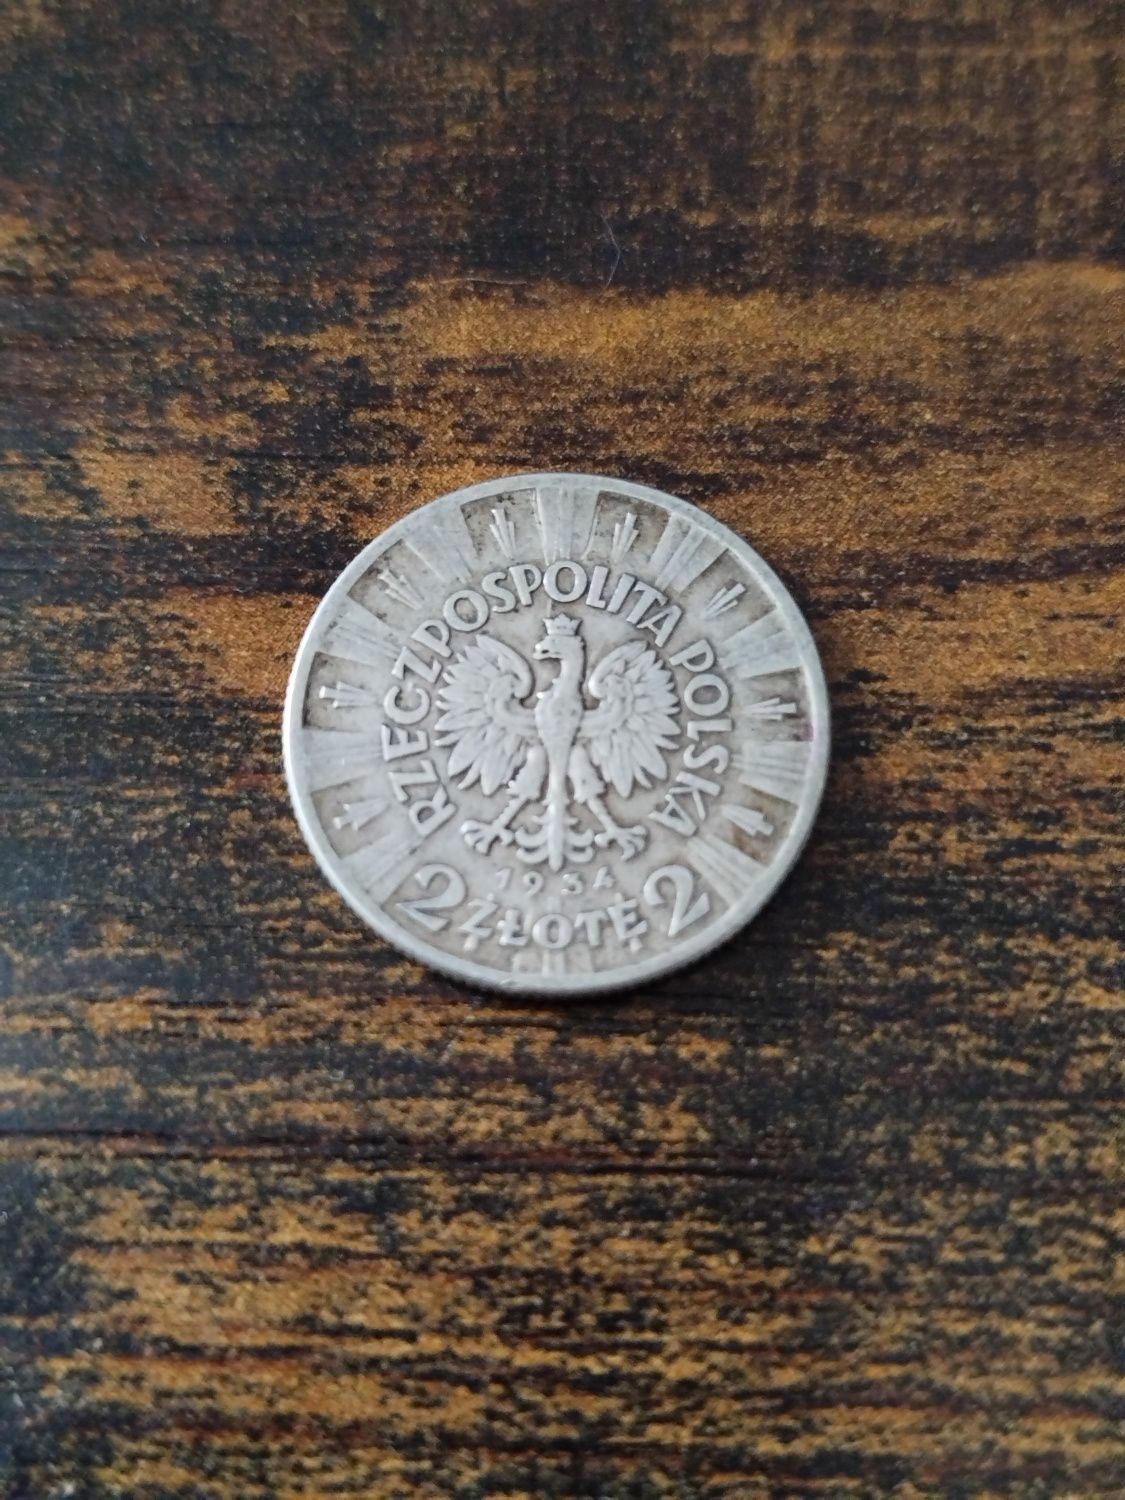 RZECZPOSPOLITA POLSKA
1934
2 ZŁOTE 2